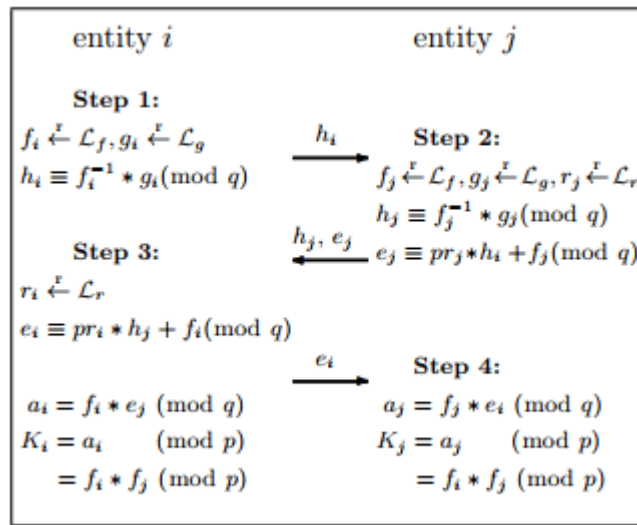 entity i entity j
Step 1:
f_i ←^r ℒ_f, g_i ←^r ℒ_g
h_i ≡ f_i^{-1} * g_i (mod q)
h_i
Step 2:
f_j ←^r ℒ_f, g_j ←^r ℒ_g, r_j ←^r ℒ_r
h_j ≡ f_j^{-1} * g_j (mod q)
e_j ≡ pr_j * h_i + f_j (mod q)
h_j, e_j
Step 3:
r_i ←^r ℒ_r
e_i ≡ pr_i * h_j + f_i (mod q)
e_i
a_i = f_i * e_j (mod q)
K_i = a_i (mod p)
= f_i * f_j (mod p)
Step 4:
a_j = f_j * e_i (mod q)
K_j = a_j (mod p)
= f_i * f_j (mod p)